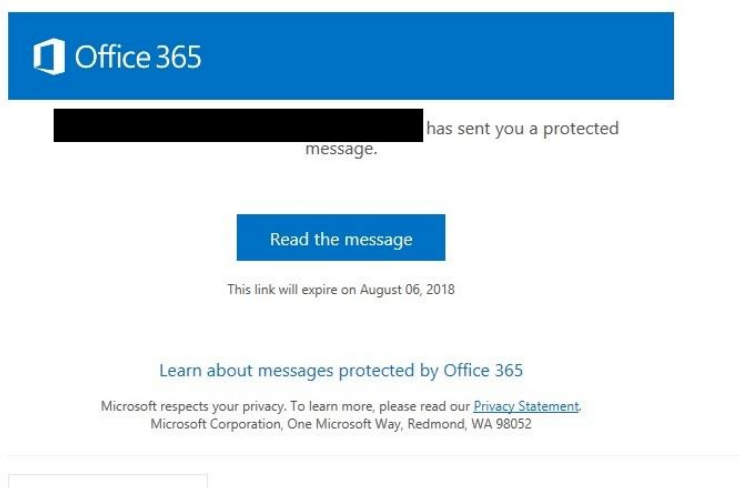 Office 365
has sent you a protected
message.
Read the message
This link will expire on August 06, 2018
Learn about messages protected by Office 365
Microsoft respects your privacy. To learn more, please read our Privacy Statement.
Microsoft Corporation, One Microsoft Way, Redmond, WA 98052